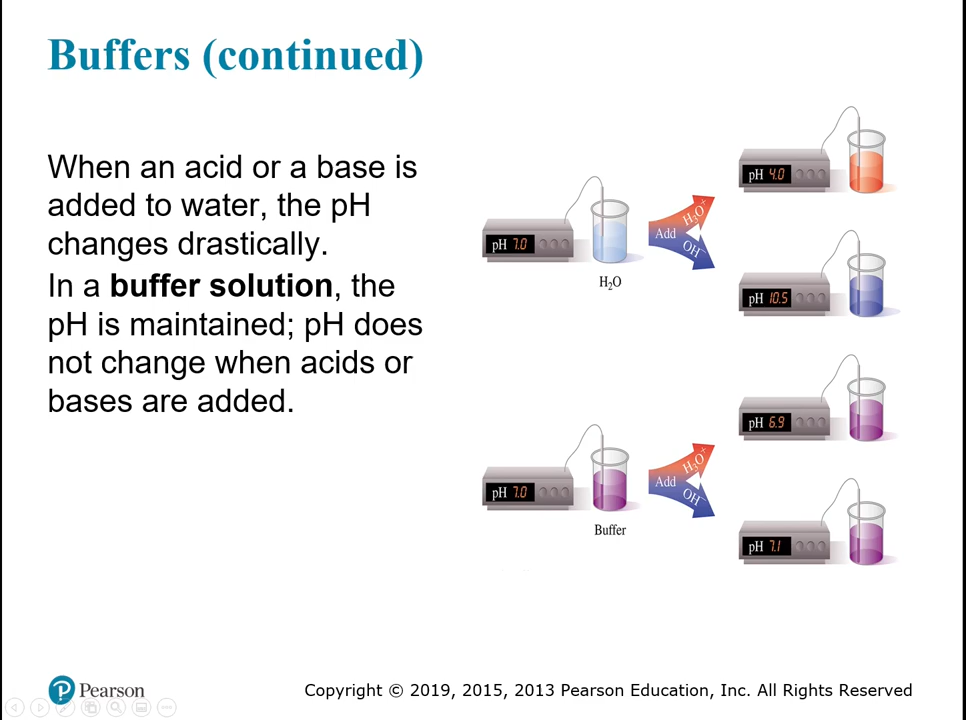 Buffers (continued)
When an acid or a base is
added to water, the pH
changes drastically.
In a buffer solution, the
pH is maintained; pH does
not change when acids or
bases are added.
pH 7.0
H₂O
Add
H₃O⁺
OH⁻
pH 4.0
pH 10.5
pH 7.0
Buffer
Add
H₃O⁺
OH⁻
pH 6.9
pH 7.1
Pearson
Copyright © 2019, 2015, 2013 Pearson Education, Inc. All Rights Reserved